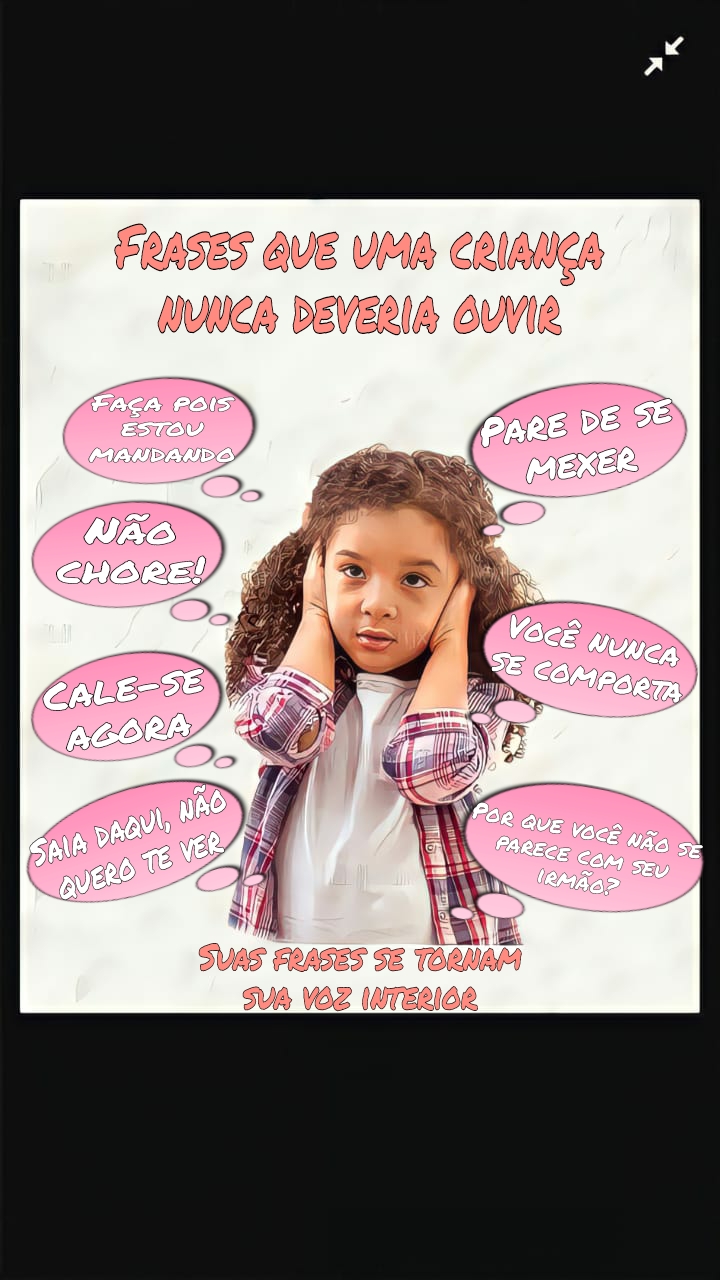 Frases que uma criança
nunca deveria ouvir
Faça pois
estou
mandando
Pare de se
mexer
Não
chore!
Você nunca
se comporta
Cale-se
agora
Saia daqui, não
quero te ver
Por que você não se
parece com seu
irmão?
Suas frases se tornam
sua voz interior